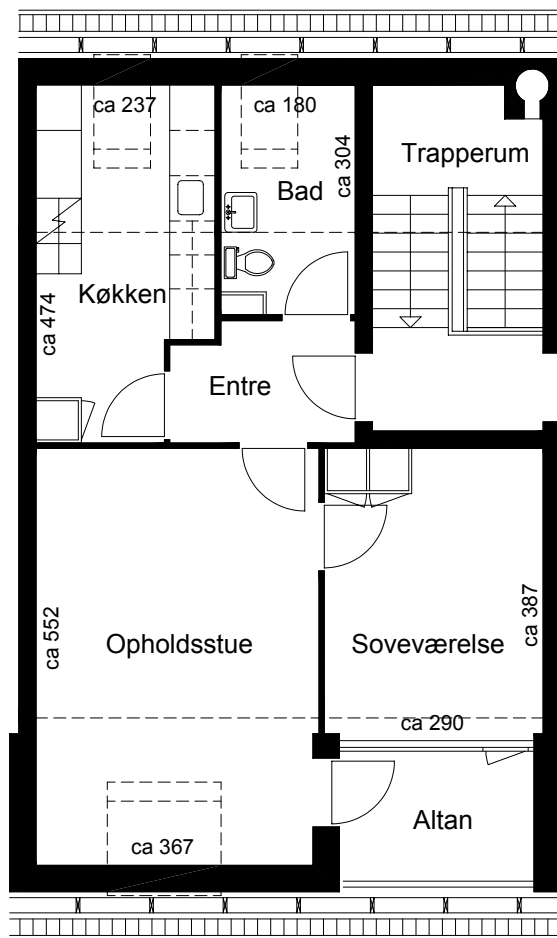 ca 237
ca 180
ca 304
Trapperum
Bad
Køkken
ca 474
Entre
ca 552
Opholdsstue
Soveværelse
ca 387
ca 290
Altan
ca 367